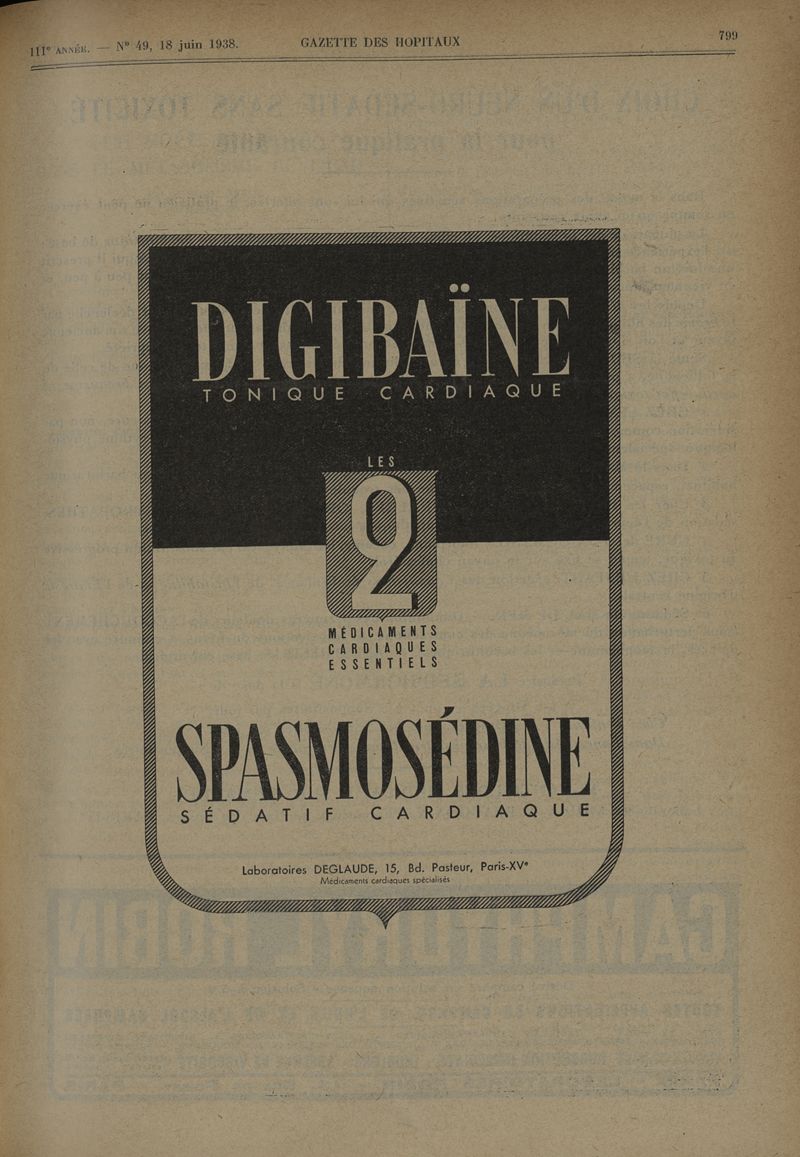 111e ANNÉE. — N° 49, 18 juin 1938.
GAZETTE DES HOPITAUX
799
DIGIBAÏNE
TONIQUE CARDIAQUE
LES
2
MÉDICAMENTS
CARDIAQUES
ESSENTIELS
SPASMOSÉDINE
SÉDATIF CARDIAQUE
Laboratoires DEGLAUDE, 15, Bd. Pasteur, Paris-XVe
Médicaments cardiaques spécialisés